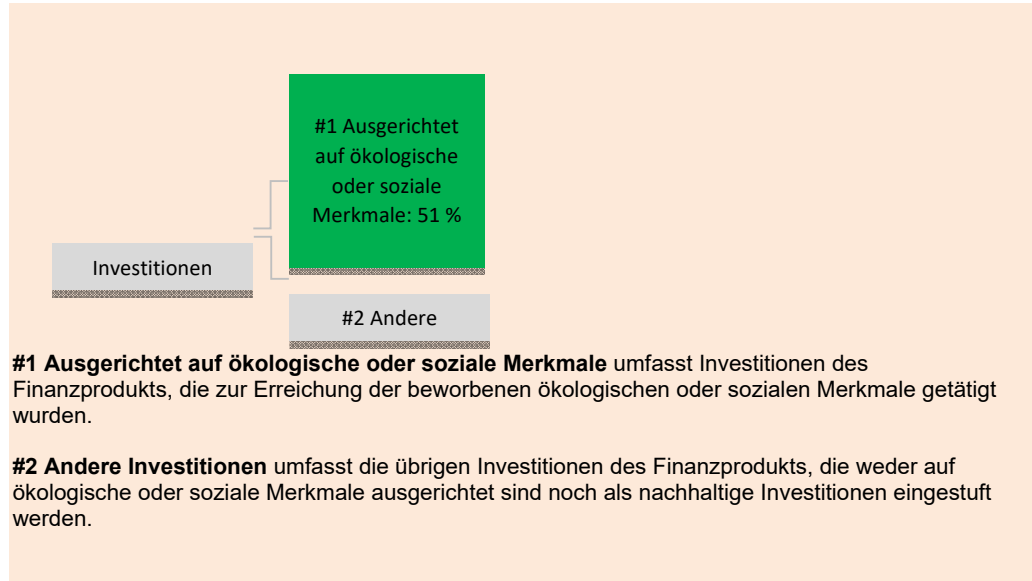 #1 Ausgerichtet
auf ökologische
oder soziale
Merkmale: 51 %
Investitionen
#2 Andere
#1 Ausgerichtet auf ökologische oder soziale Merkmale umfasst Investitionen des
Finanzprodukts, die zur Erreichung der beworbenen ökologischen oder sozialen Merkmale getätigt
wurden.
#2 Andere Investitionen umfasst die übrigen Investitionen des Finanzprodukts, die weder auf
ökologische oder soziale Merkmale ausgerichtet sind noch als nachhaltige Investitionen eingestuft
werden.